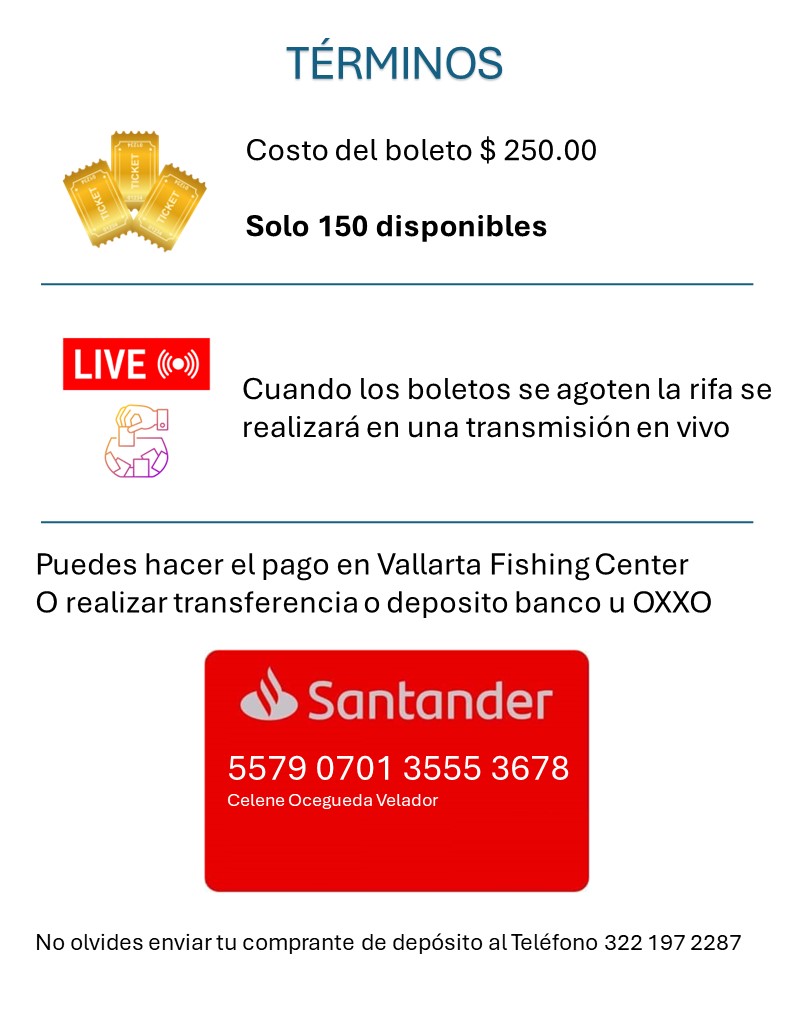 TÉRMINOS
TICKET
TICKET
TICKET
Costo del boleto $ 250.00
Solo 150 disponibles
LIVE
Cuando los boletos se agoten la rifa se
realizará en una transmisión en vivo
Puedes hacer el pago en Vallarta Fishing Center
O realizar transferencia o deposito banco u OXXO
Santander
5579 0701 3555 3678
Celene Ocegueda Velador
No olvides enviar tu comprante de depósito al Teléfono 322 197 2287